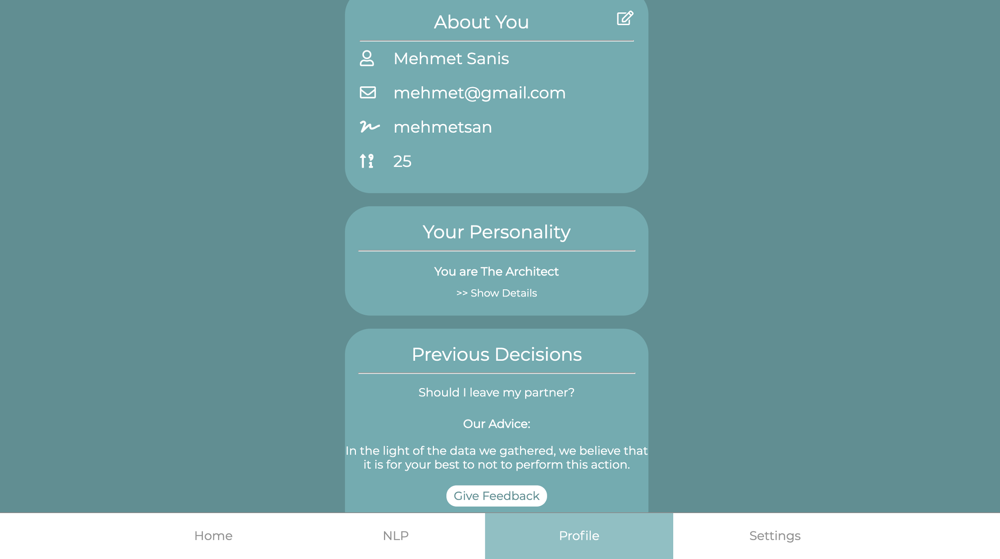 About You
Mehmet Sanis
mehmet@gmail.com
mehmetsan
25
Your Personality
You are The Architect
>> Show Details
Previous Decisions
Should I leave my partner?
Our Advice:
In the light of the data we gathered, we believe that
it is for your best to not to perform this action.
Give Feedback
Home
NLP
Profile
Settings